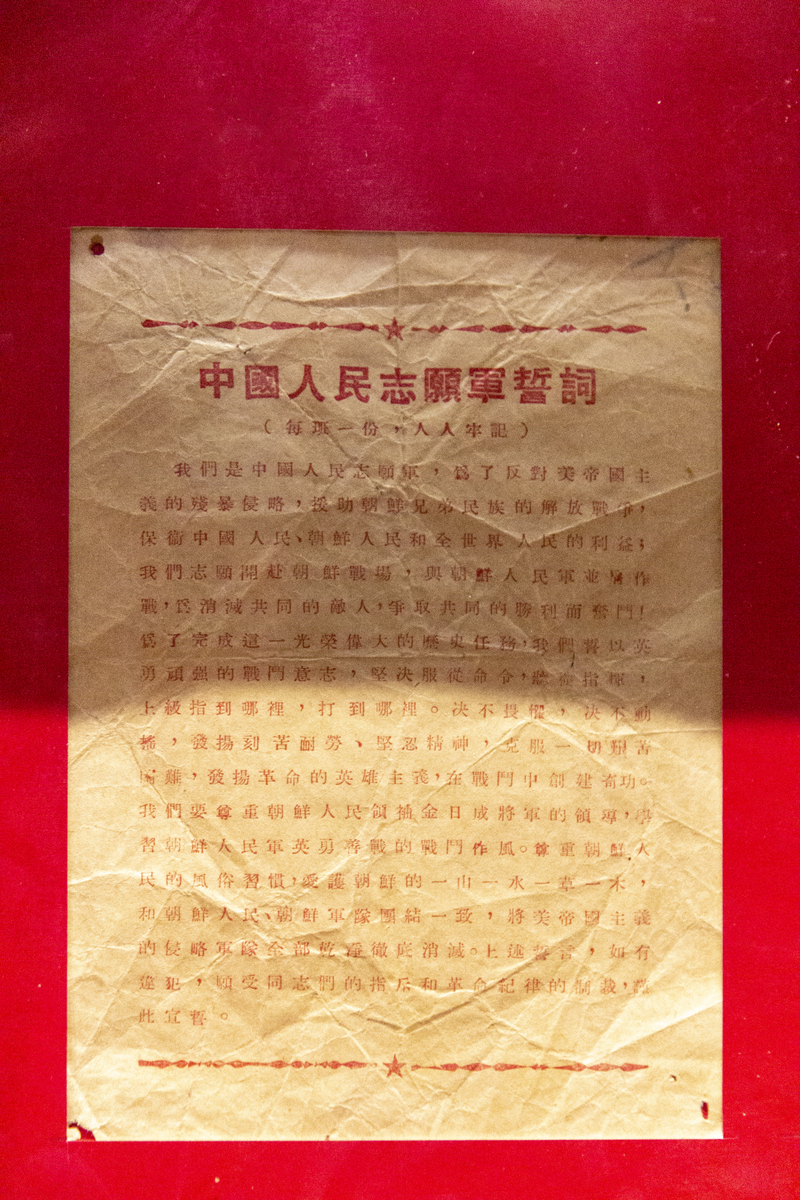 中國人民志願軍誓詞
（每班一份，人人牢記）
我們是中國人民志願軍，爲了反對美帝國主
義的殘暴侵略，援助朝鮮兄弟民族的解放戰爭，
保衞中國人民、朝鮮人民和全世界人民的利益；
我們志願開赴朝鮮戰場，與朝鮮人民軍並肩作
戰，爲消滅共同的敵人，爭取共同的勝利而奮鬥！
爲了完成這一光榮偉大的歷史任務，我們誓以英
勇頑強的戰鬥意志，堅决服從命令，聽從指揮，
上級指到哪裡，打到哪裡。决不畏懼，决不動
搖，發揚刻苦耐勞、堅忍精神，克服一切艱苦
困難，發揚革命的英雄主義，在戰鬥中創建奇功。
我們要尊重朝鮮人民領袖金日成將軍的領導，學
習朝鮮人民軍英勇善戰的戰鬥作風。尊重朝鮮人
民的風俗習慣，愛護朝鮮的一山一水一草一木，
和朝鮮人民、朝鮮軍隊團結一致，將美帝國主義
的侵略軍隊全部乾淨徹底消滅。上述誓言，如有
違犯，願受同志們的指斥和革命紀律的制裁，謹
此宣誓。